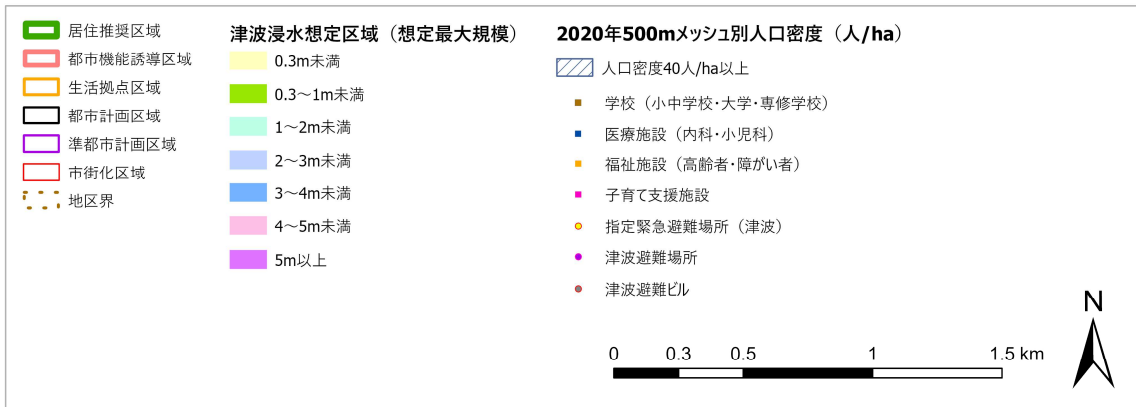 居住推奨区域
都市機能誘導区域
生活拠点区域
都市計画区域
準都市計画区域
市街化区域
地区界
津波浸水想定区域（想定最大規模）
0.3m未満
0.3～1m未満
1～2m未満
2～3m未満
3～4m未満
4～5m未満
5m以上
2020年500mメッシュ別人口密度（人/ha）
人口密度40人/ha以上
学校（小中学校・大学・専修学校）
医療施設（内科・小児科）
福祉施設（高齢者・障がい者）
子育て支援施設
指定緊急避難場所（津波）
津波避難場所
津波避難ビル
0 0.3 0.5 1 1.5 km
N